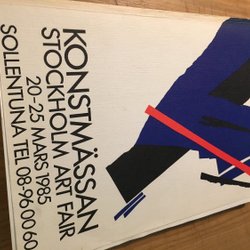 KONSTMÄSSAN
STOCKHOLM ART FAIR
20-25 MARS 1985
SOLLENTUNA TEL 08-96 00 60